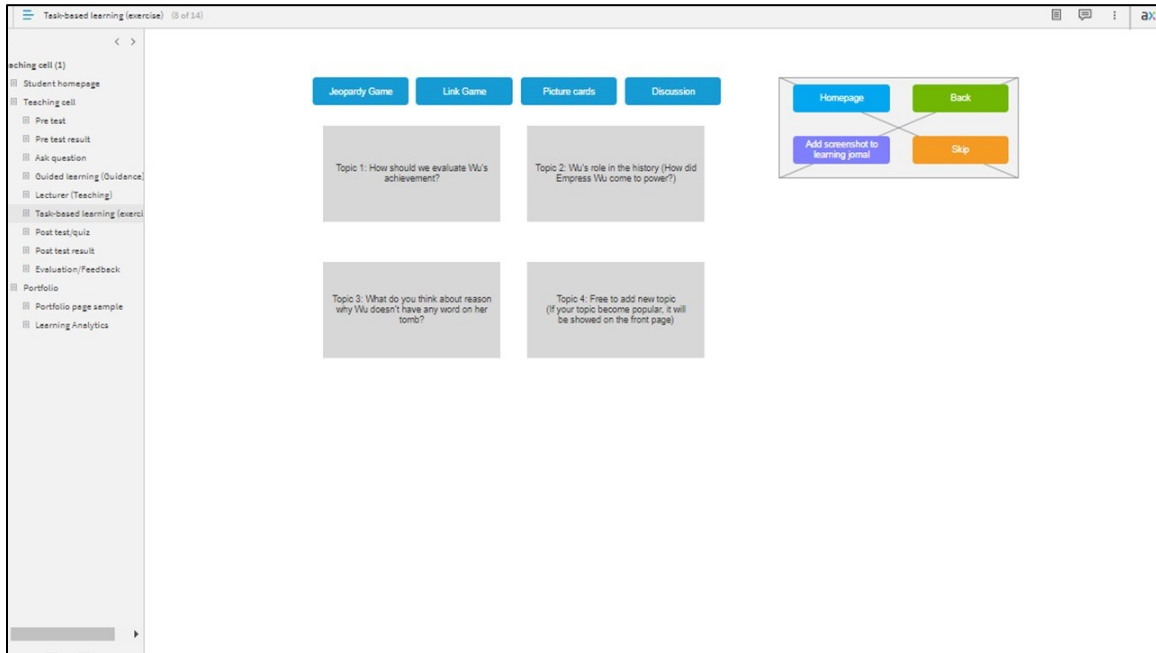 Task-based learning (exercise) (8 of 14)
ax
< >
aching cell (1)
Student homepage
Teaching cell
Pre test
Pre test result
Ask question
Guided learning (Guidance)
Lecturer (Teaching)
Task-based learning (exerci
Post test/quiz
Post test result
Evaluation/Feedback
Portfolio
Portfolio page sample
Learning Analytics
Jeopardy Game
Link Game
Picture cards
Discussion
Topic 1: How should we evaluate Wu's
achievement?
Topic 2: Wu's role in the history (How did
Empress Wu come to power?)
Topic 3: What do you think about reason
why Wu doesn't have any word on her
tomb?
Topic 4: Free to add new topic
(If your topic become popular, it will
be showed on the front page)
Homepage
Back
Add screenshot to
learning jornal
Skip